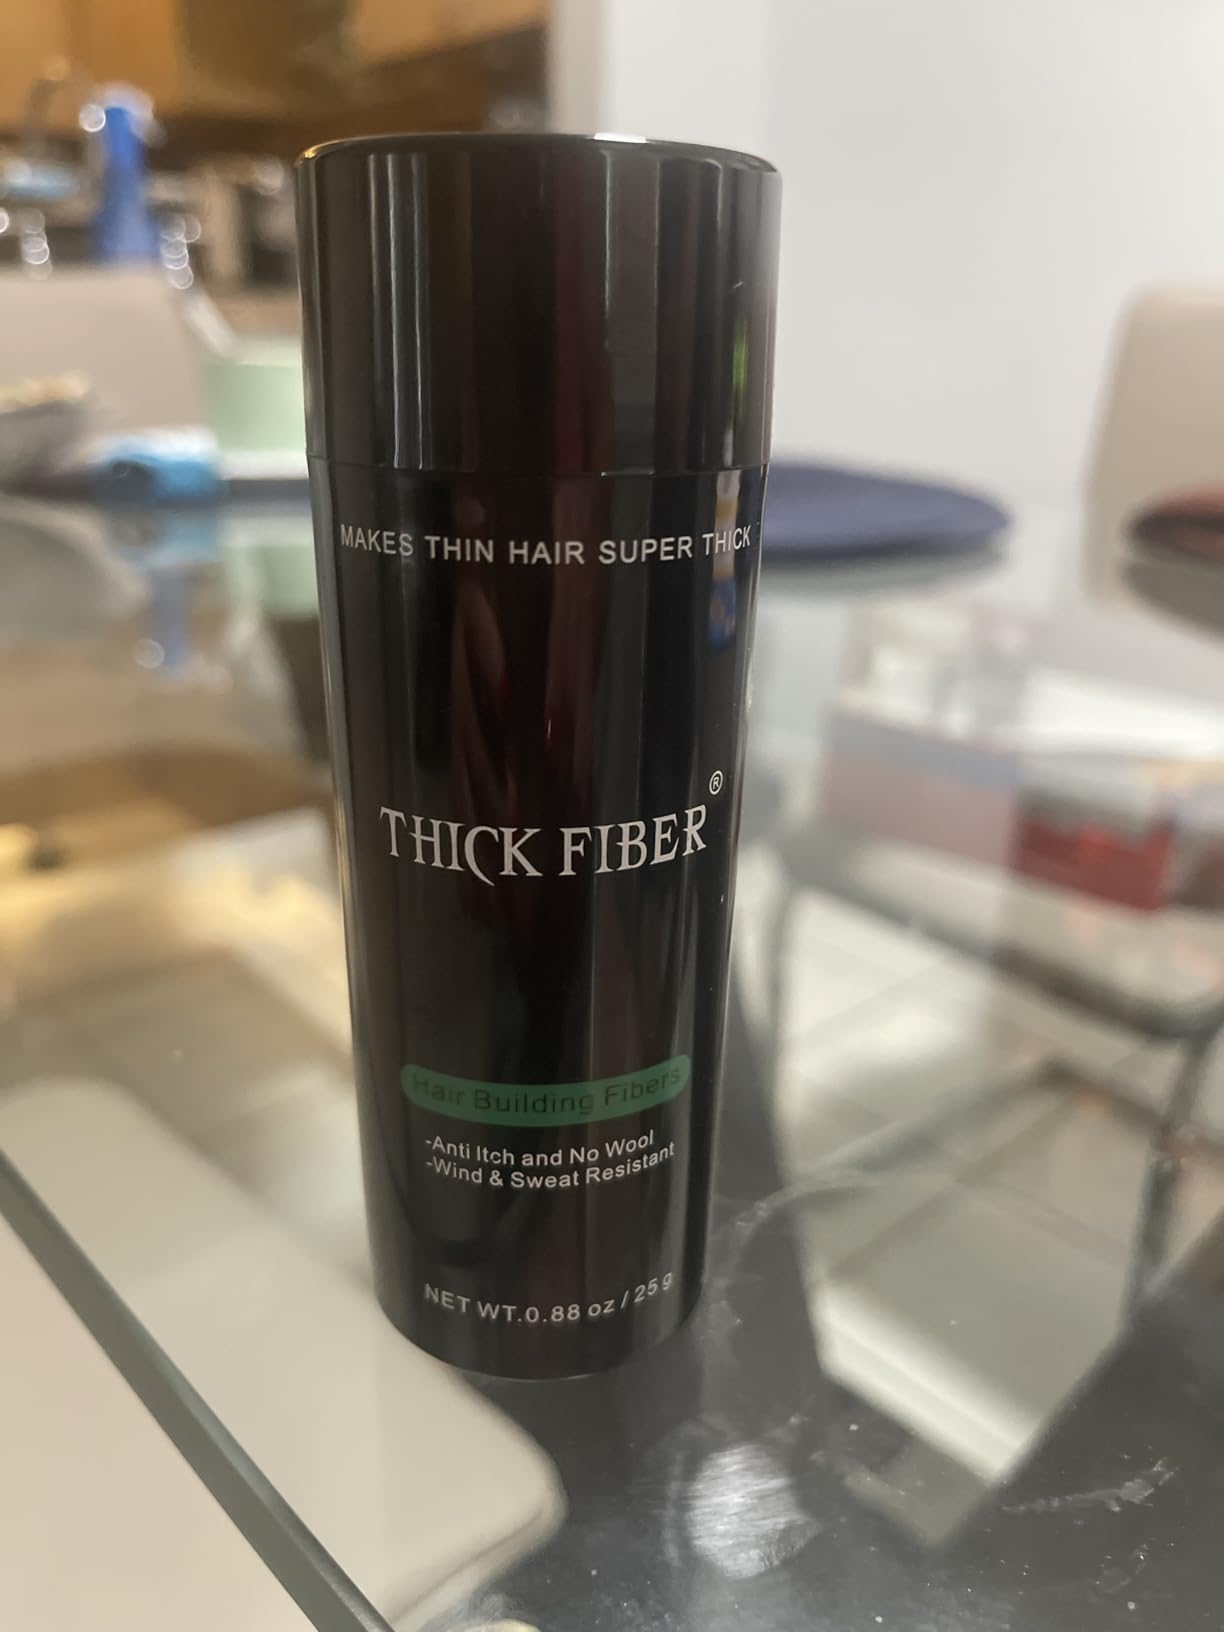 MAKES THIN HAIR SUPER THICK
THICK FIBER®
Hair Building Fibers
-Anti Itch and No Wool
-Wind & Sweat Resistant
NET WT.0.88 oz / 25 g